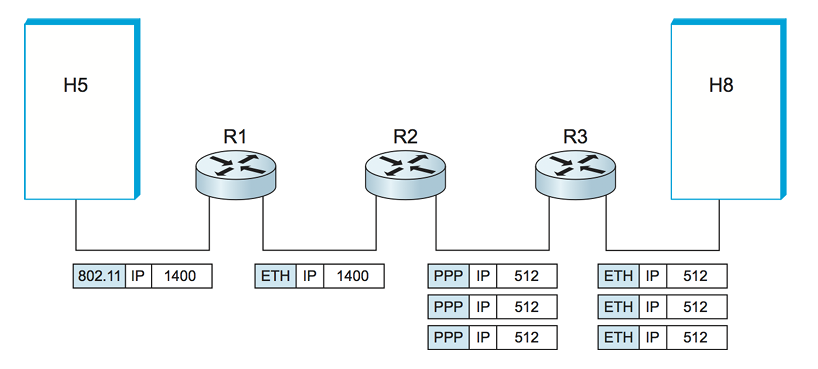 H5
H8
R1
R2
R3
802.11 IP 1400
ETH IP 1400
PPP IP 512
ETH IP 512
PPP IP 512
ETH IP 512
PPP IP 512
ETH IP 512